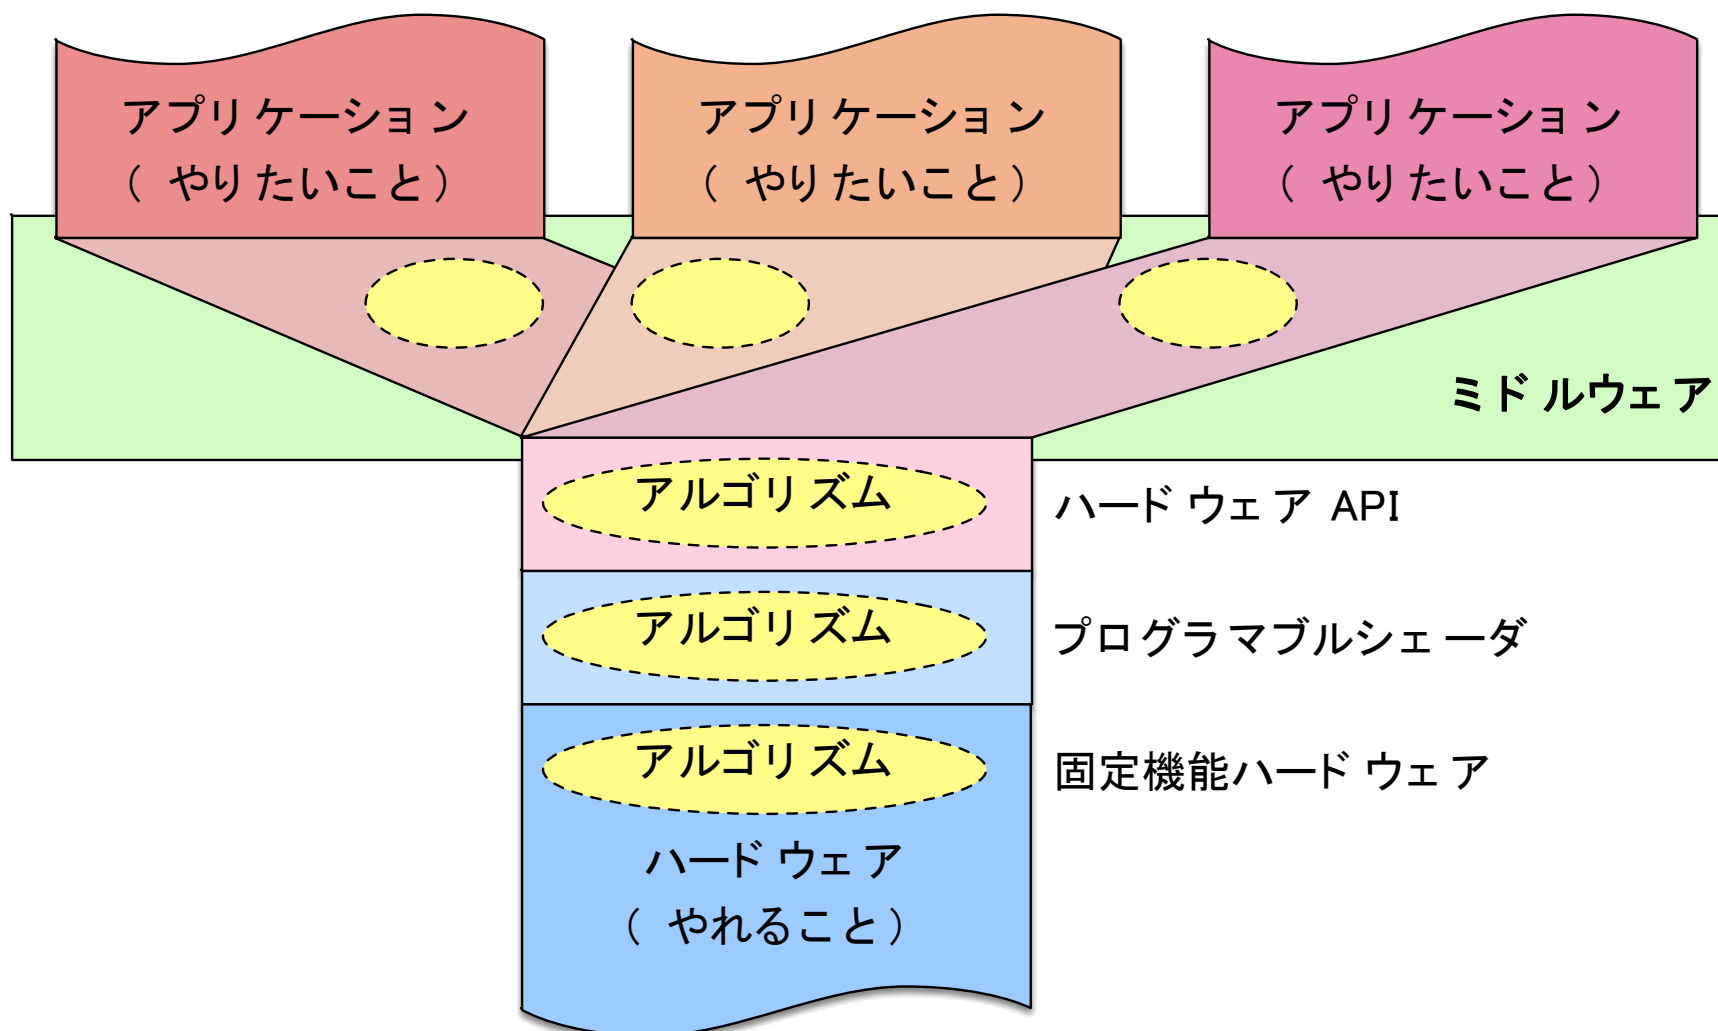 アプリケーション
（やりたいこと）
アプリケーション
（やりたいこと）
アプリケーション
（やりたいこと）
ミドルウェア
アルゴリズム
ハードウェア API
アルゴリズム
プログラマブルシェーダ
アルゴリズム
固定機能ハードウェア
ハードウェア
（やれること）